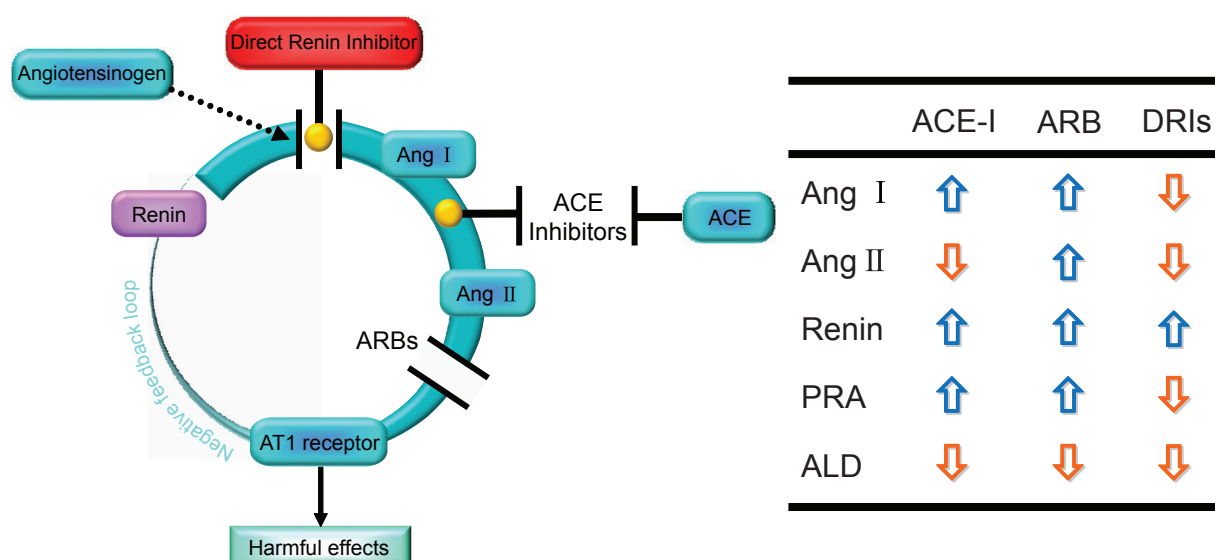 Direct Renin Inhibitor
Angiotensinogen
Ang Ⅰ
Renin
ACE
Inhibitors
ACE
Ang Ⅱ
ARBs
Negative feedback loop
AT1 receptor
Harmful effects
ACE-I ARB DRIs
Ang Ⅰ
Ang Ⅱ
Renin
PRA
ALD